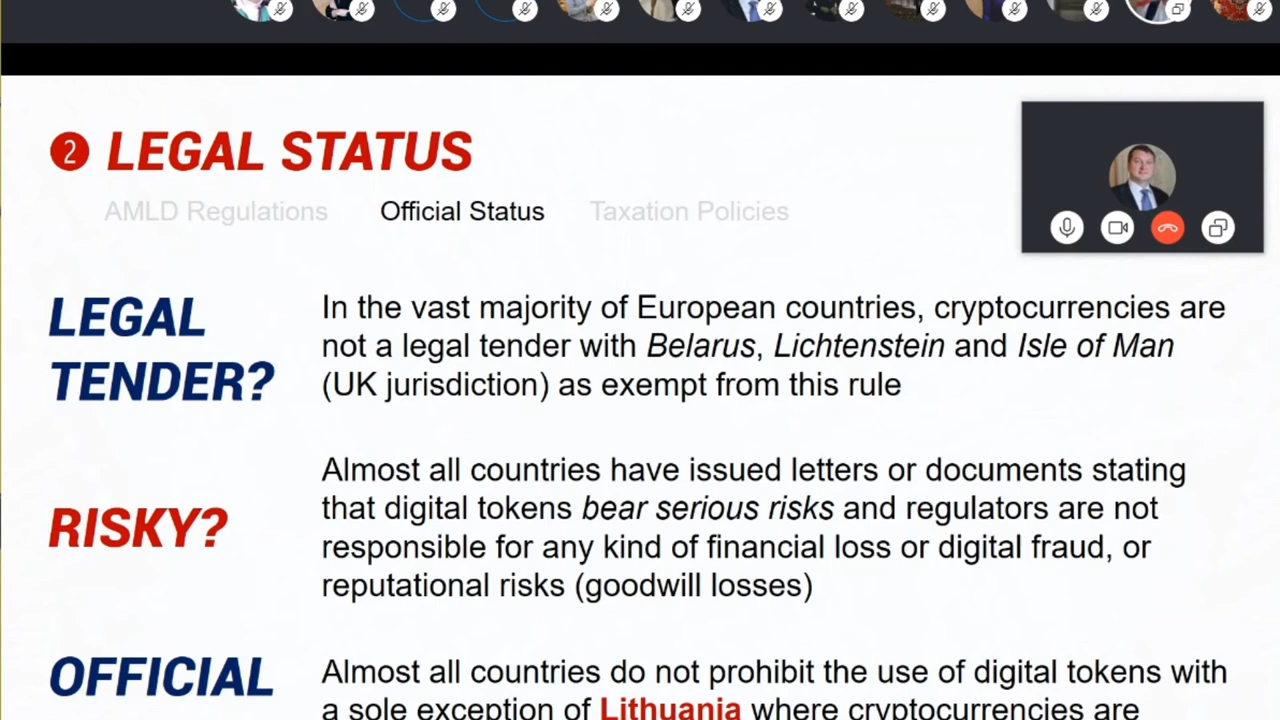 ❷ LEGAL STATUS
AMLD Regulations Official Status Taxation Policies
LEGAL
TENDER?
In the vast majority of European countries, cryptocurrencies are
not a legal tender with Belarus, Lichtenstein and Isle of Man
(UK jurisdiction) as exempt from this rule
RISKY?
Almost all countries have issued letters or documents stating
that digital tokens bear serious risks and regulators are not
responsible for any kind of financial loss or digital fraud, or
reputational risks (goodwill losses)
OFFICIAL
Almost all countries do not prohibit the use of digital tokens with
a sole exception of Lithuania where cryptocurrencies are